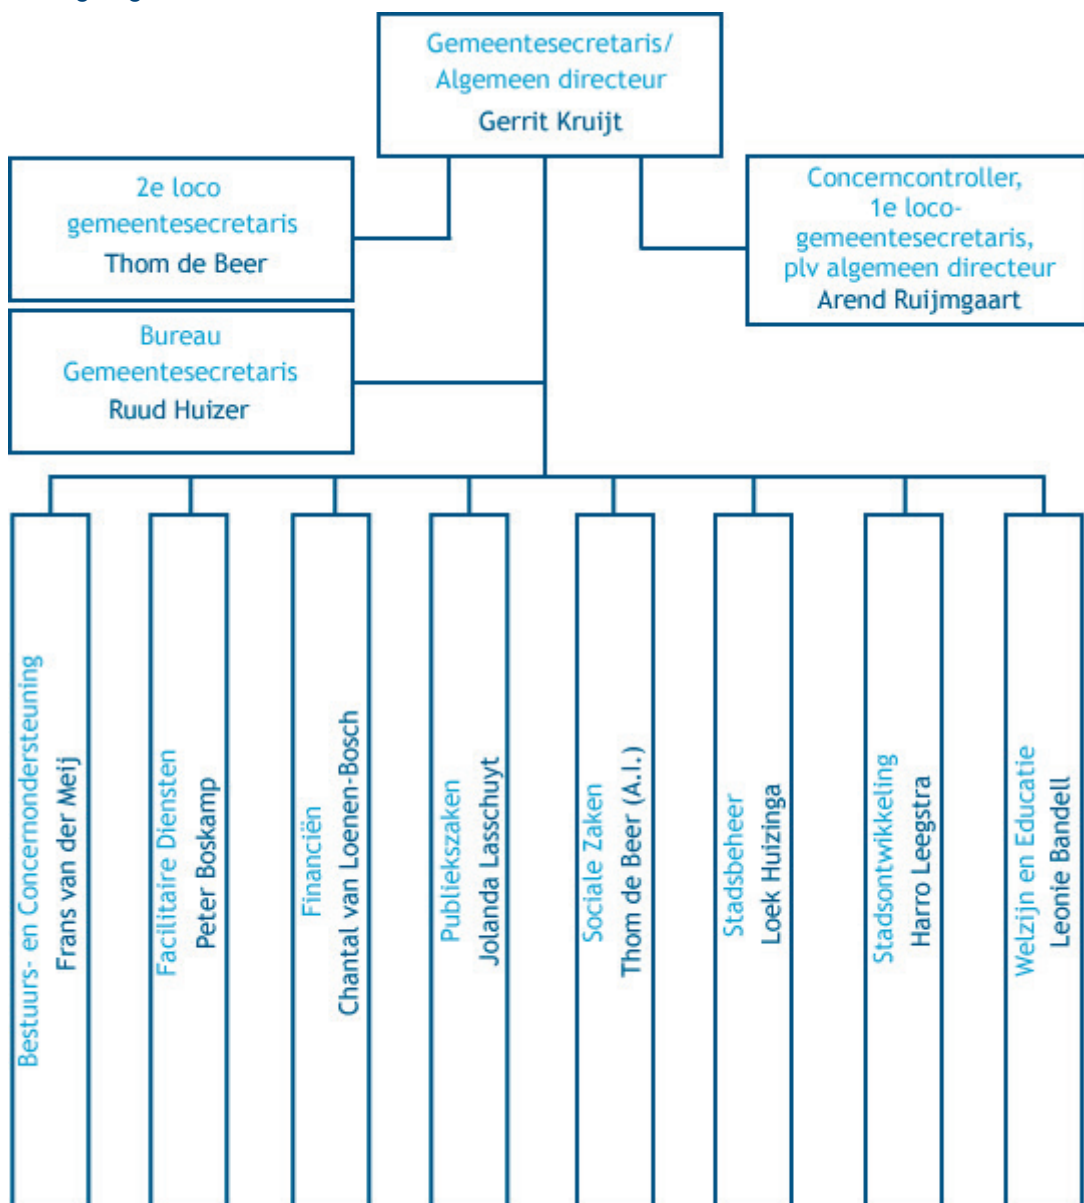 Gemeentesecretaris/
Algemeen directeur
Gerrit Kruijt
2e loco
gemeentesecretaris
Thom de Beer
Concerncontroller,
1e loco-
gemeentesecretaris,
plv algemeen directeur
Arend Ruijmgaart
Bureau
Gemeentesecretaris
Ruud Huizer
Bestuurs- en Concernondersteuning
Frans van der Meij
Facilitaire Diensten
Peter Boskamp
Financiën
Chantal van Loenen-Bosch
Publiekszaken
Jolanda Lasschuyt
Sociale Zaken
Thom de Beer (A.I.)
Stadsbeheer
Loek Huizinga
Stadsontwikkeling
Harro Leegstra
Welzijn en Educatie
Leonie Bandell